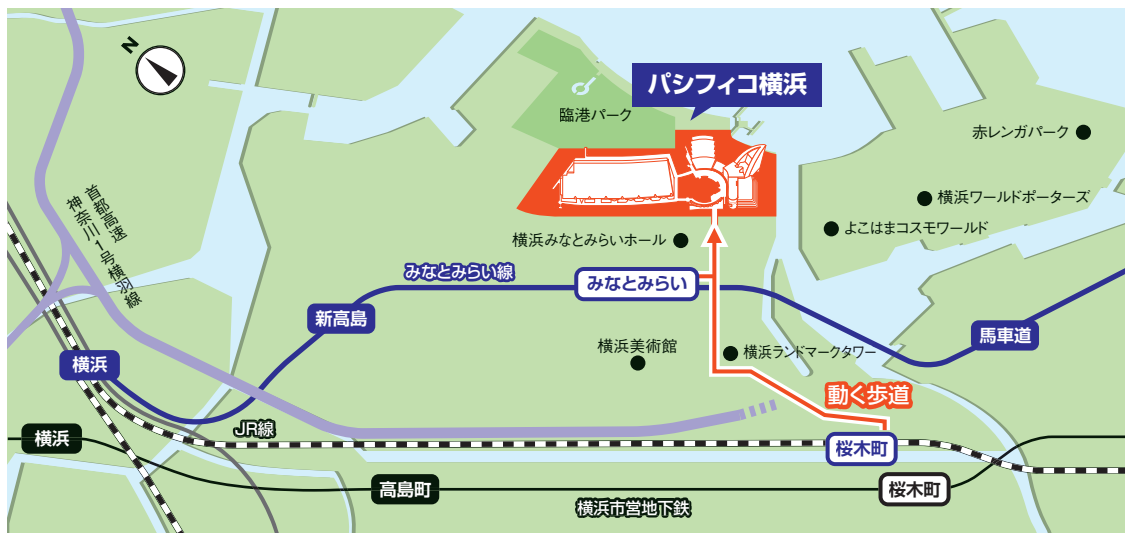 N
パシフィコ横浜
臨港パーク
赤レンガパーク
横浜ワールドポーターズ
よこはまコスモワールド
首都高速
神奈川1号横羽線
横浜みなとみらいホール
みなとみらい線
みなとみらい
新高島
馬車道
横浜美術館
横浜ランドマークタワー
横浜
動く歩道
JR線
横浜
桜木町
高島町
桜木町
横浜市営地下鉄